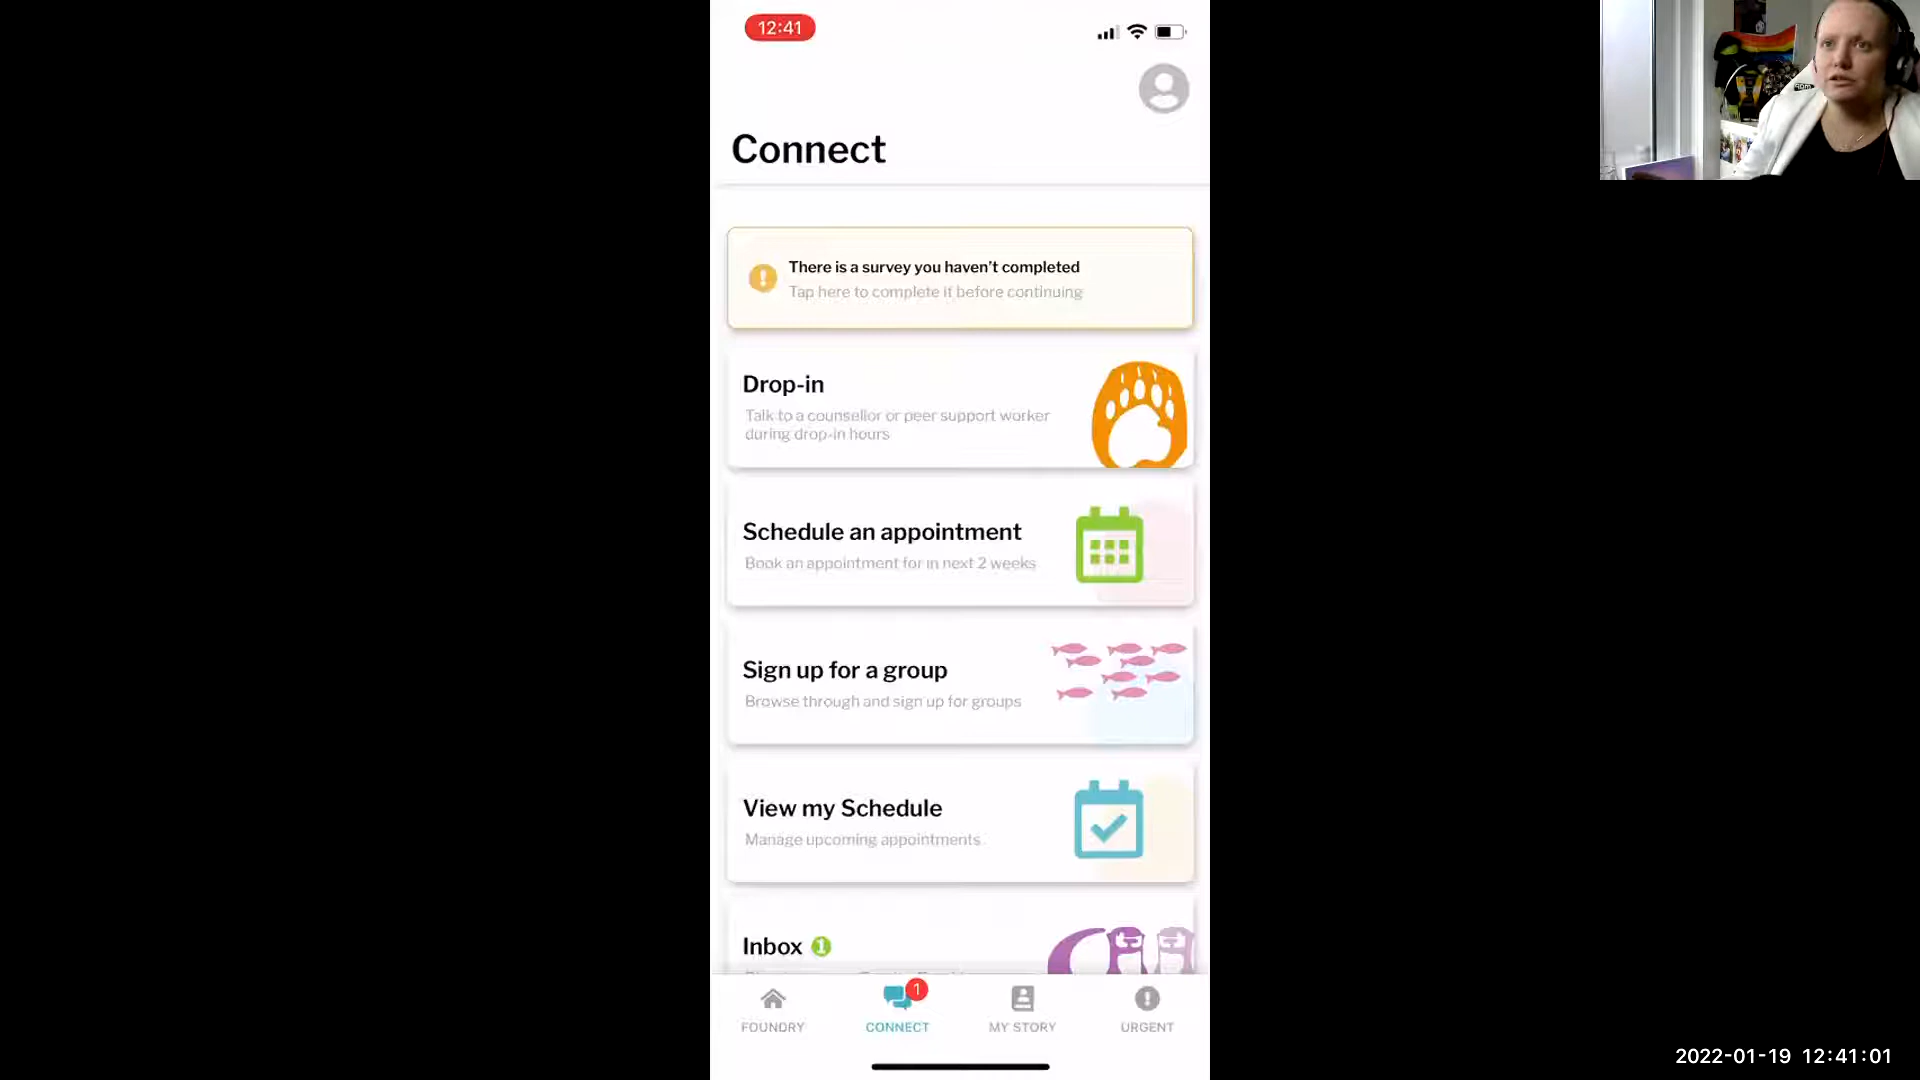 12:41
Connect
There is a survey you haven't completed
Tap here to complete it before continuing
Drop-in
Talk to a counsellor or peer support worker
during drop-in hours
Schedule an appointment
Book an appointment for in next 2 weeks
Sign up for a group
Browse through and sign up for groups
View my Schedule
Manage upcoming appointments
Inbox 1
1
FOUNDRY
CONNECT
MY STORY
URGENT
2022-01-19 12:41:01